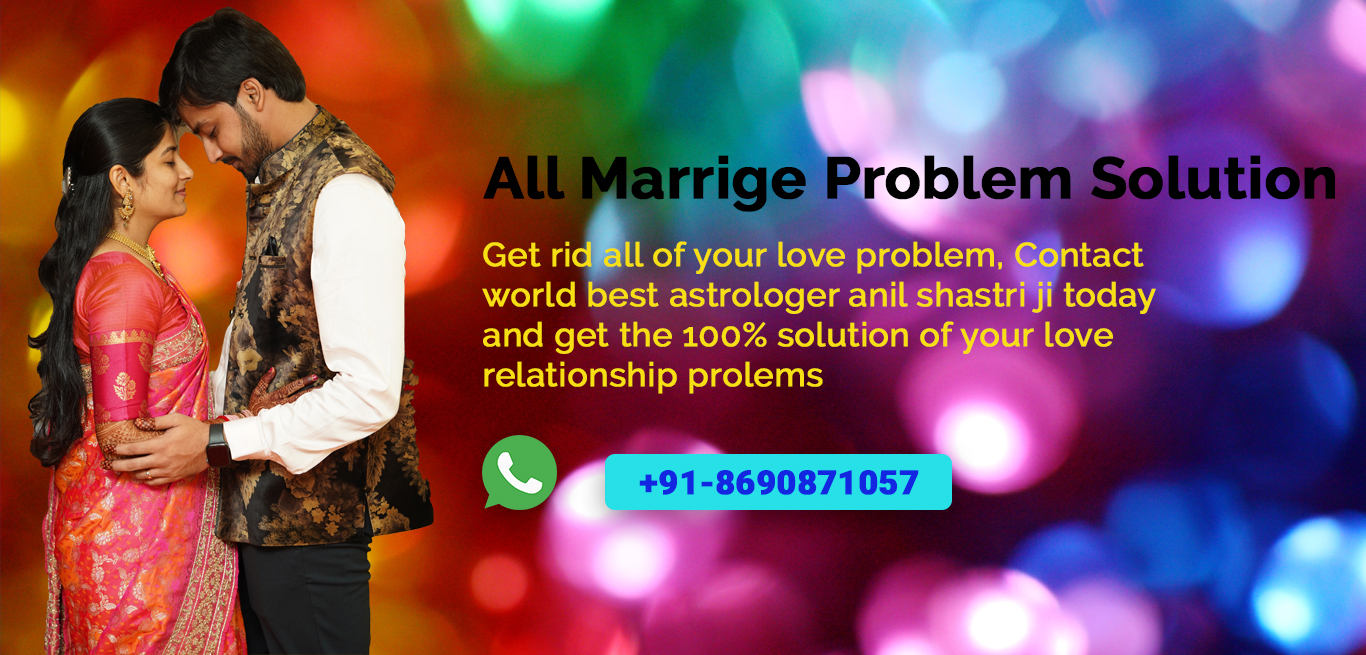 All Marrige Problem Solution
Get rid all of your love problem, Contact
world best astrologer anil shastri ji today
and get the 100% solution of your love
relationship prolems
+91-8690871057